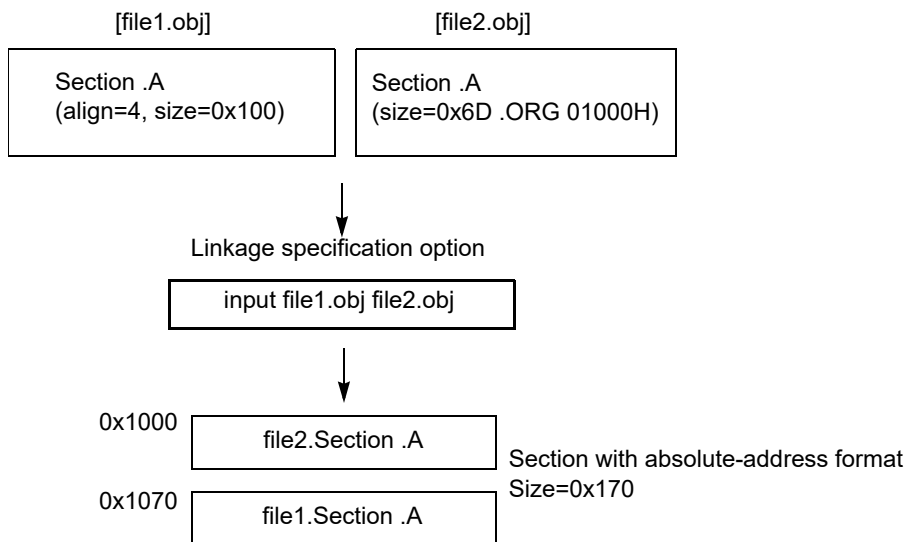 [file1.obj]
[file2.obj]
Section .A
(align=4, size=0x100)
Section .A
(size=0x6D .ORG 01000H)
Linkage specification option
input file1.obj file2.obj
0x1000
file2.Section .A
Section with absolute-address format
Size=0x170
0x1070
file1.Section .A